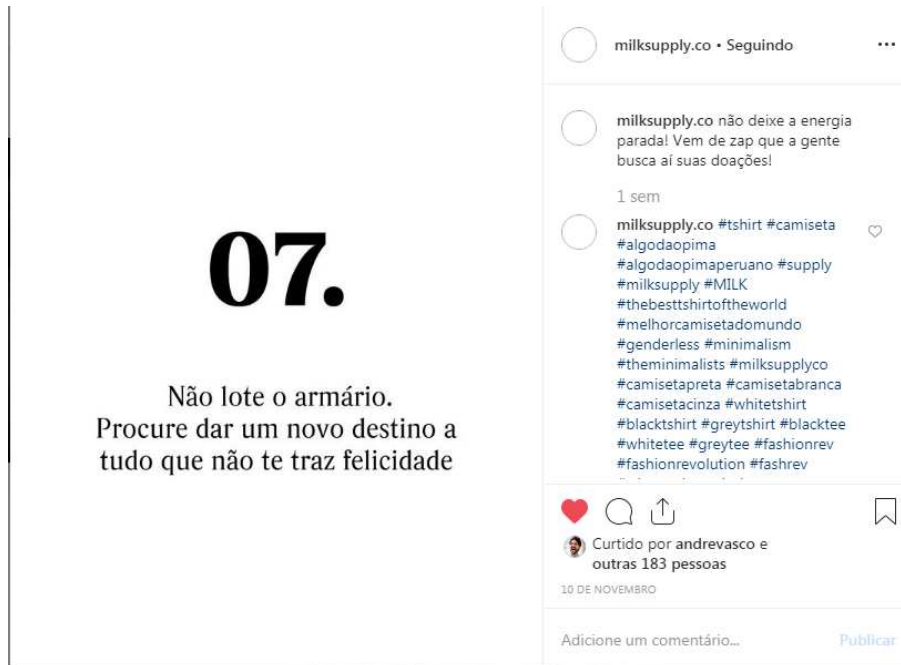 07.
Não lote o armário.
Procure dar um novo destino a
tudo que não te traz felicidade
milksupply.co • Seguindo
milksupply.co não deixe a energia
parada! Vem de zap que a gente
busca aí suas doações!
1 sem
milksupply.co #tshirt #camiseta
#algodaopima
#algodaopimaperuano #supply
#milksupply #MILK
#thebesttshirtoftheworld
#melhorcamisetadomundo
#genderless #minimalism
#theminimalists #milksupplyco
#camisetapreta #camisetabranca
#camisetacinza #whitetshirt
#blacktshirt #greytshirt #blacktee
#whitetee #greytee #fashionrev
#fashionrevolution #fashrev
Curtido por andrevasco e
outras 183 pessoas
10 DE NOVEMBRO
Adicione um comentário... Publicar